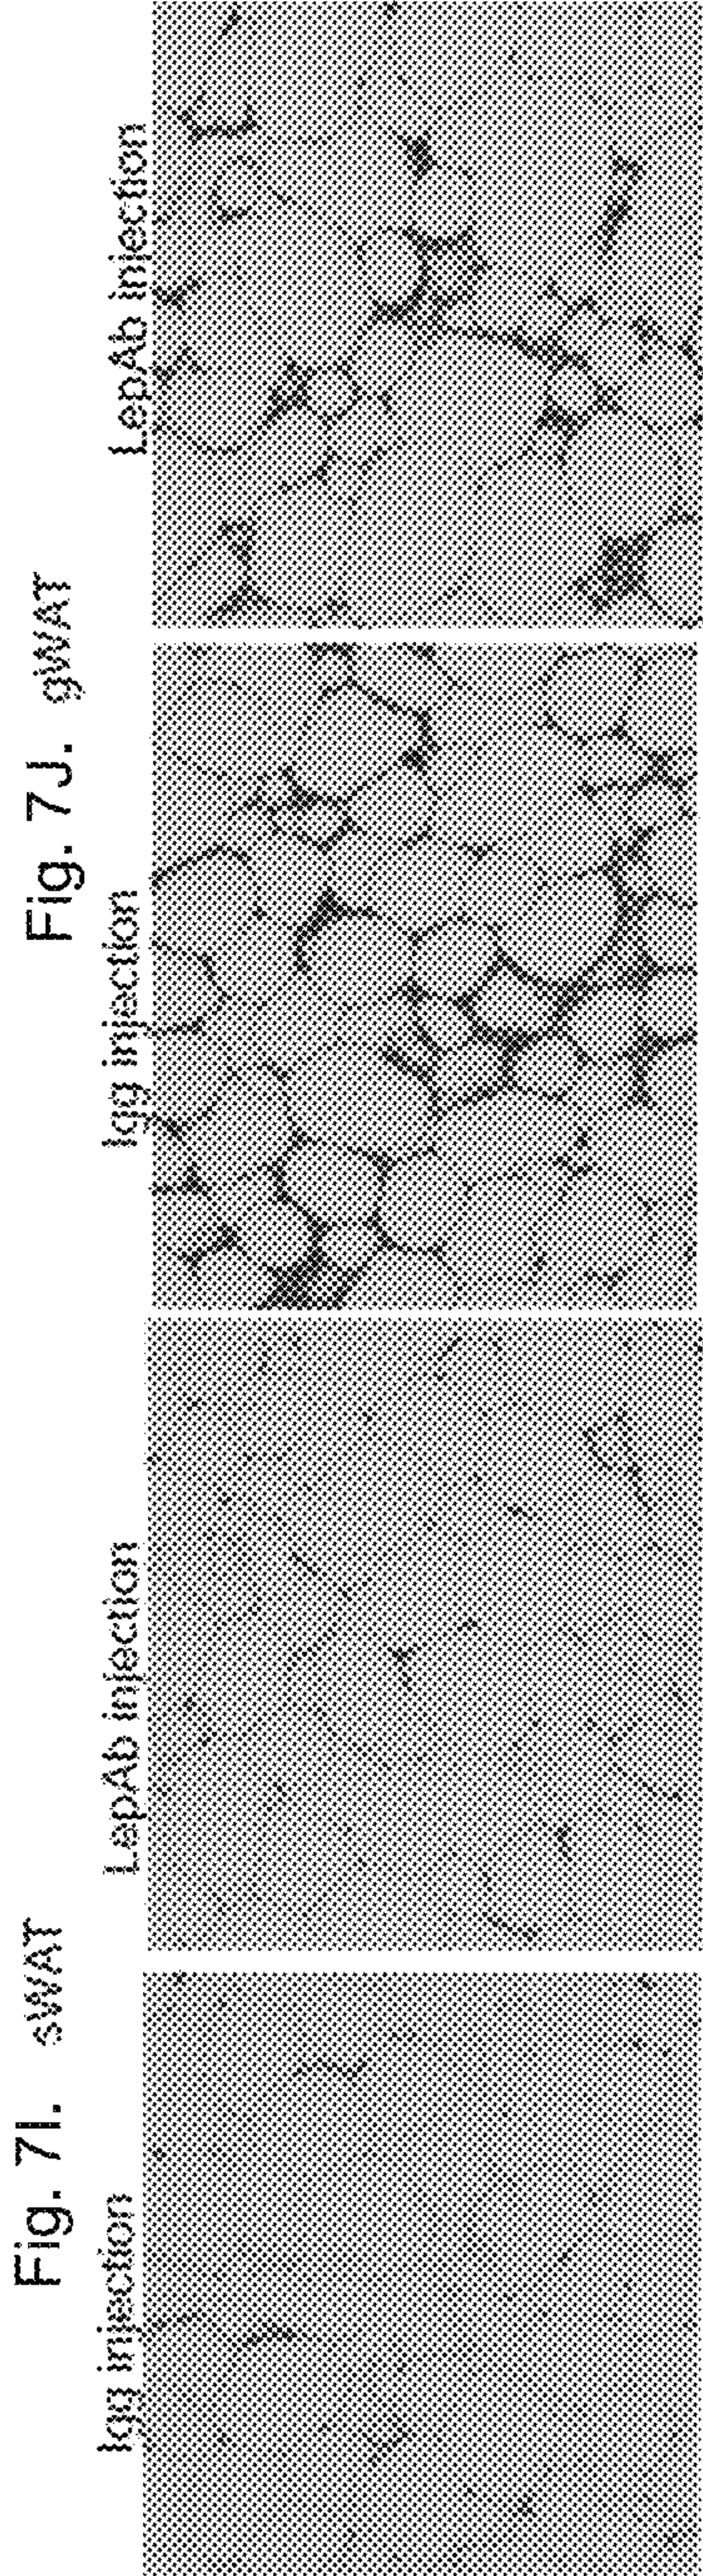 Fig. 7I. sWAT
Igg injection
LepAb injection
Fig. 7J. gWAT
Igg injection
LepAb injection